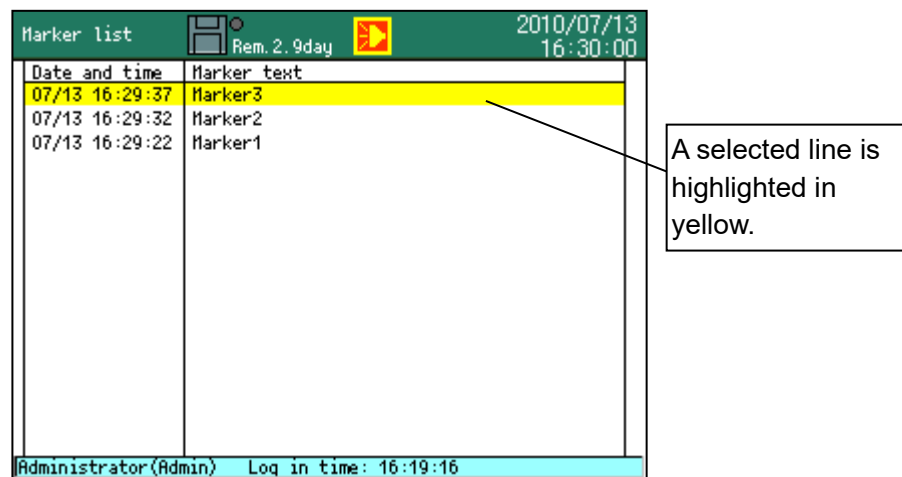 Marker list
Rem.2.9day
2010/07/13
16:30:00
Date and time Marker text
07/13 16:29:37 Marker3
07/13 16:29:32 Marker2
07/13 16:29:22 Marker1
A selected line is
highlighted in
yellow.
Administrator(Admin) Log in time: 16:19:16